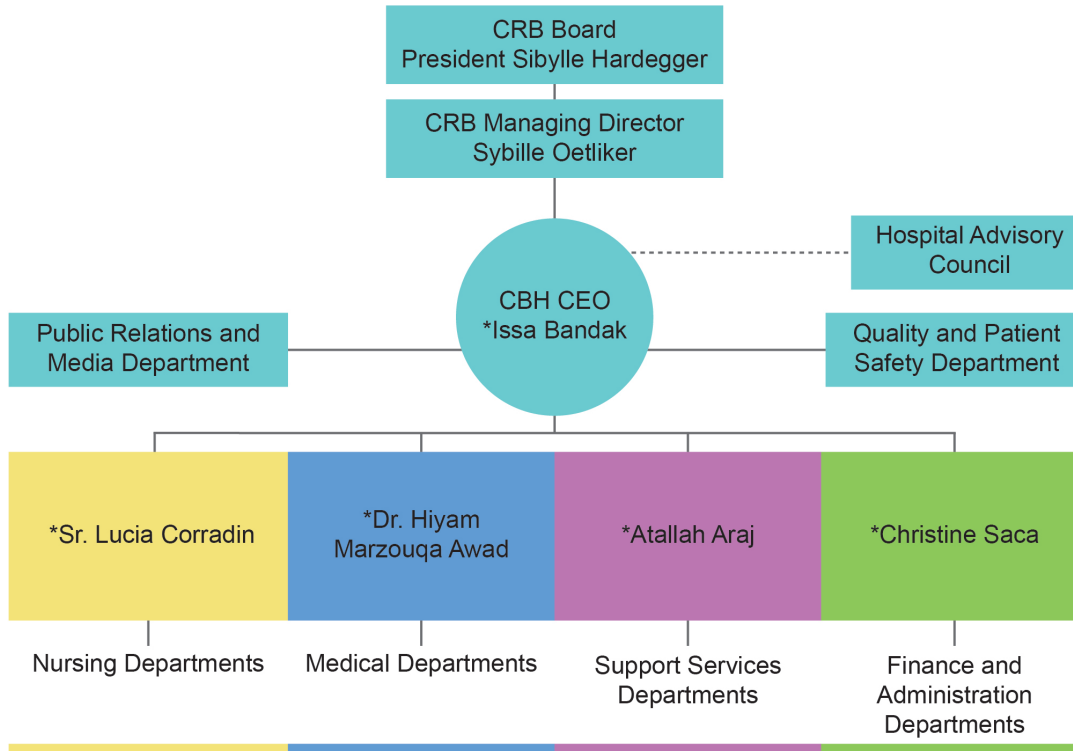 CRB Board
President Sibylle Hardegger
CRB Managing Director
Sybille Oetliker
Hospital Advisory
Council
CBH CEO
*Issa Bandak
Public Relations and
Media Department
Quality and Patient
Safety Department
*Sr. Lucia Corradin
*Dr. Hiyam
Marzouqa Awad
*Atallah Araj
*Christine Saca
Nursing Departments
Medical Departments
Support Services
Departments
Finance and
Administration
Departments